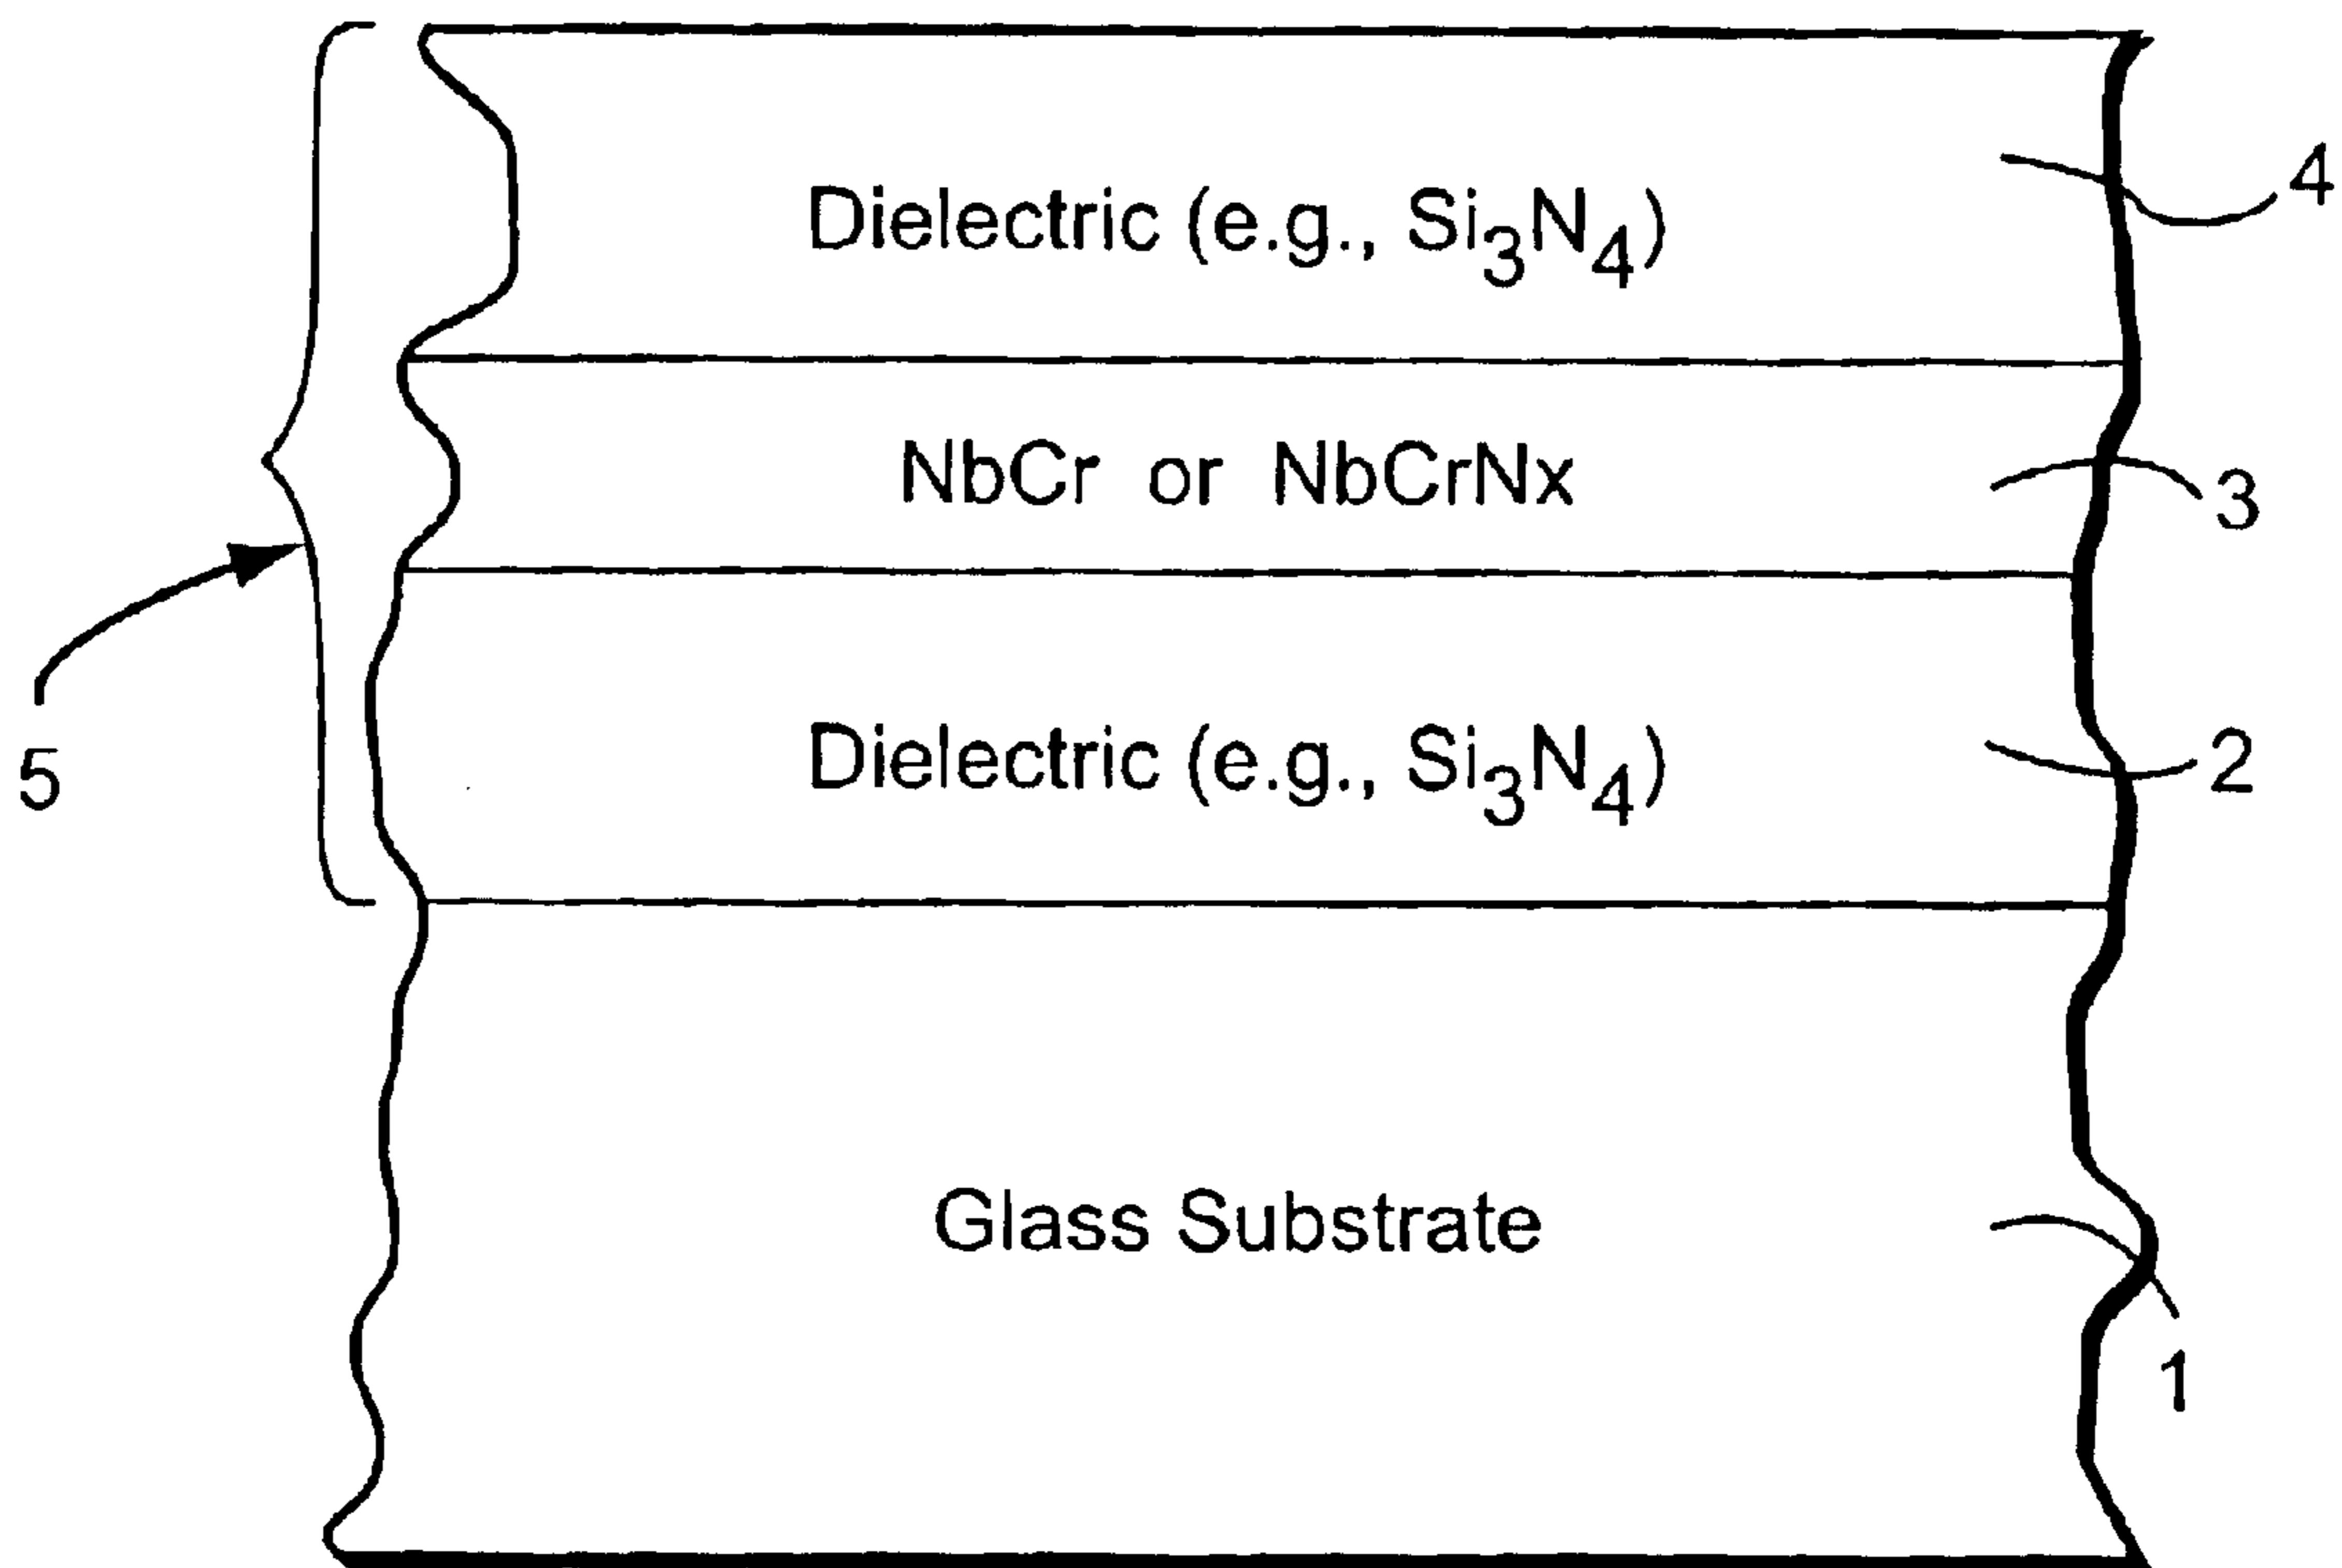 Dielectric (e.g., Si3N4)
4
NbCr or NbCrNx
3
Dielectric (e.g., Si3N4)
2
5
Glass Substrate
1